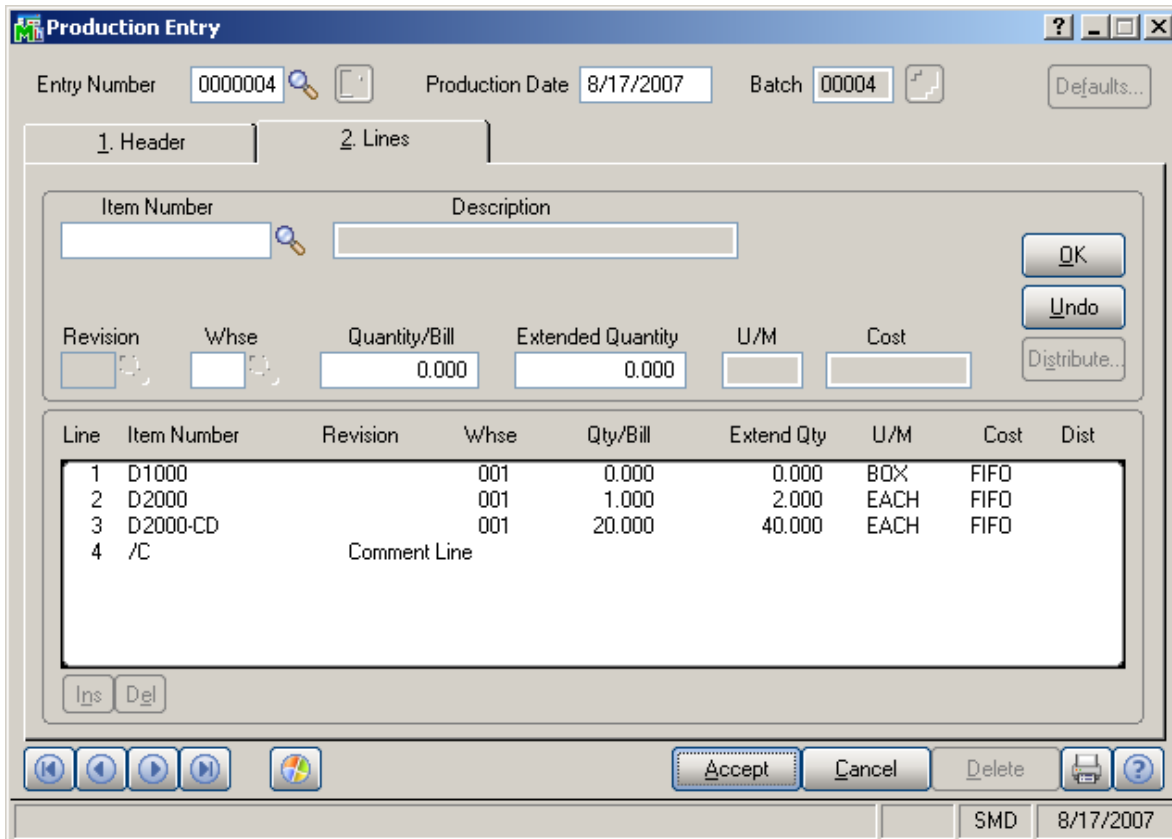 Production Entry
Entry Number 0000004 Production Date 8/17/2007 Batch 00004 Defaults...
1. Header 2. Lines
Item Number Description
OK
Undo
Revision Whse Quantity/Bill Extended Quantity U/M Cost
0.000 0.000 Distribute...
Line Item Number Revision Whse Qty/Bill Extend Qty U/M Cost Dist
1 D1000 001 0.000 0.000 BOX FIFO
2 D2000 001 1.000 2.000 EACH FIFO
3 D2000-CD 001 20.000 40.000 EACH FIFO
4 /C Comment Line
Ins Del
Accept Cancel Delete
SMD 8/17/2007